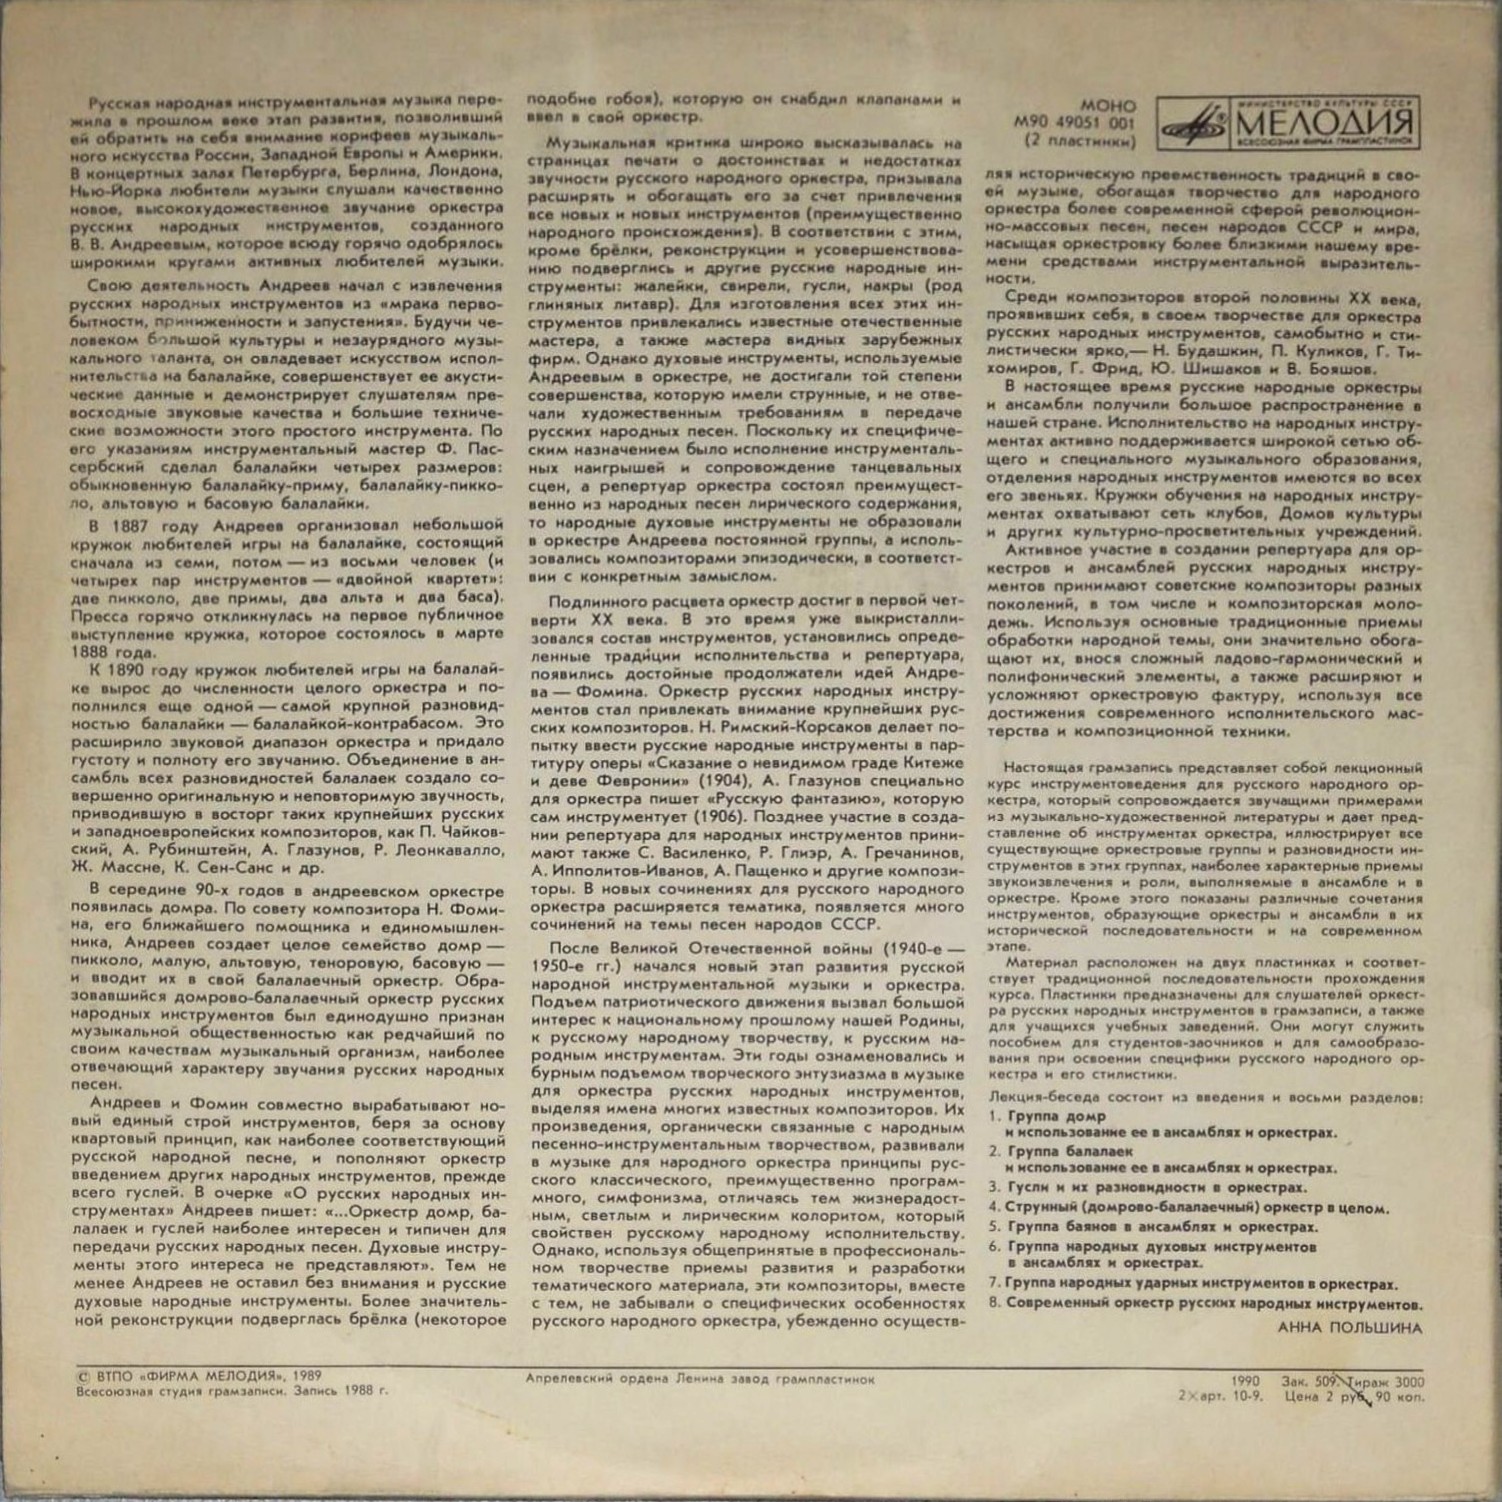 Русская народная инструментальная музыка пере-
жила в прошлом веке этап развития, позволивший
ей обратить на себя внимание корифеев музыкаль-
ного искусства России, Западной Европы и Америки.
В концертных залах Петербурга, Берлина, Лондона,
Нью-Йорка любители музыки слушали качественно
новое, высокохудожественное звучание оркестра
русских народных инструментов, созданного
В. В. Андреевым, которое всюду горячо одобрялось
широкими кругами активных любителей музыки.
Свою деятельность Андреев начал с извлечения
русских народных инструментов из «мрака перво-
бытности, приниженности и запустения». Будучи че-
ловеком большой культуры и незаурядного музы-
кального таланта, он овладевает искусством испол-
нительства на балалайке, совершенствует ее акусти-
ческие данные и демонстрирует слушателям пре-
восходные звуковые качества и большие техниче-
ские возможности этого простого инструмента. По
его указаниям инструментальный мастер Ф. Пас-
сербский сделал балалайки четырех размеров:
обыкновенную балалайку-приму, балалайку-пикко-
ло, альтовую и басовую балалайки.
В 1887 году Андреев организовал небольшой
кружок любителей игры на балалайке, состоящий
сначала из семи, потом — из восьми человек (и
четырех пар инструментов — «двойной квартет»:
две пикколо, две примы, два альта и два баса).
Пресса горячо откликнулась на первое публичное
выступление кружка, которое состоялось в марте
1888 года.
К 1890 году кружок любителей игры на балалай-
ке вырос до численности целого оркестра и по-
полнился еще одной — самой крупной разновид-
ностью балалайки — балалайкой-контрабасом. Это
расширило звуковой диапазон оркестра и придало
густоту и полноту его звучанию. Объединение в ан-
самбль всех разновидностей балалаек создало со-
вершенно оригинальную и неповторимую звучность,
приводившую в восторг таких крупнейших русских
и западноевропейских композиторов, как П. Чайков-
ский, А. Рубинштейн, А. Глазунов, Р. Леонкавалло,
Ж. Массне, К. Сен-Санс и др.
В середине 90-х годов в андреевском оркестре
появилась домра. По совету композитора Н. Фоми-
на, его ближайшего помощника и единомышлен-
ника, Андреев создает целое семейство домр —
пикколо, малую, альтовую, теноровую, басовую —
и вводит их в свой балалаечный оркестр. Обра-
зовавшийся домрово-балалаечный оркестр русских
народных инструментов был единодушно признан
музыкальной общественностью как редчайший по
своим качествам музыкальный организм, наиболее
отвечающий характеру звучания русских народных
песен.
Андреев и Фомин совместно вырабатывают но-
вый единый строй инструментов, беря за основу
квартовый принцип, как наиболее соответствующий
русской народной песне, и пополняют оркестр
введением других народных инструментов, прежде
всего гуслей. В очерке «О русских народных ин-
струментах» Андреев пишет: «...Оркестр домр, ба-
лалаек и гуслей наиболее интересен и типичен для
передачи русских народных песен. Духовые инстру-
менты этого интереса не представляют». Тем не
менее Андреев не оставил без внимания и русские
духовые народные инструменты. Более значитель-
ной реконструкции подверглась брёлка (некоторое
подобие гобоя), которую он снабдил клапанами и
ввел в свой оркестр.
Музыкальная критика широко высказывалась на
страницах печати о достоинствах и недостатках
звучности русского народного оркестра, призывала
расширять и обогащать его за счет привлечения
все новых и новых инструментов (преимущественно
народного происхождения). В соответствии с этим,
кроме брёлки, реконструкции и усовершенствова-
нию подверглись и другие русские народные ин-
струменты: жалейки, свирели, гусли, накры (род
глиняных литавр). Для изготовления всех этих ин-
струментов привлекались известные отечественные
мастера, а также мастера видных зарубежных
фирм. Однако духовые инструменты, используемые
Андреевым в оркестре, не достигали той степени
совершенства, которую имели струнные, и не отве-
чали художественным требованиям в передаче
русских народных песен. Поскольку их специфиче-
ским назначением было исполнение инструменталь-
ных наигрышей и сопровождение танцевальных
сцен, а репертуар оркестра состоял преимущест-
венно из народных песен лирического содержания,
то народные духовые инструменты не образовали
в оркестре Андреева постоянной группы, а исполь-
зовались композиторами эпизодически, в соответст-
вии с конкретным замыслом.
Подлинного расцвета оркестр достиг в первой чет-
верти XX века. В это время уже выкристалли-
зовался состав инструментов, установились опреде-
ленные традиции исполнительства и репертуара,
появились достойные продолжатели идей Андре-
ва — Фомина. Оркестр русских народных инстру-
ментов стал привлекать внимание крупнейших рус-
ских композиторов. Н. Римский-Корсаков делает по-
пытку ввести русские народные инструменты в пар-
титуру оперы «Сказание о невидимом граде Китеже
и деве Февронии» (1904), А. Глазунов специально
для оркестра пишет «Русскую фантазию», которую
сам инструментует (1906). Позднее участие в созда-
нии репертуара для народных инструментов прини-
мают также С. Василенко, Р. Глиэр, А. Гречанинов,
А. Ипполитов-Иванов, А. Пащенко и другие компози-
торы. В новых сочинениях для русского народного
оркестра расширяется тематика, появляется много
сочинений на темы песен народов СССР.
После Великой Отечественной войны (1940-е —
1950-е гг.) начался новый этап развития русской
народной инструментальной музыки и оркестра.
Подъем патриотического движения вызвал большой
интерес к национальному прошлому нашей Родины,
к русскому народному творчеству, к русским на-
родным инструментам. Эти годы ознаменовались и
бурным подъемом творческого энтузиазма в музыке
для оркестра русских народных инструментов,
выделяя имена многих известных композиторов. Их
произведения, органически связанные с народным
песенно-инструментальным творчеством, развивали
в музыке для народного оркестра принципы рус-
ского классического, преимущественно програм-
много, симфонизма, отличаясь тем жизнерадост-
ным, светлым и лирическим колоритом, который
свойствен русскому народному исполнительству.
Однако, используя общепринятые в профессиональ-
ном творчестве приемы развития и разработки
тематического материала, эти композиторы, вместе
с тем, не забывали о специфических особенностях
русского народного оркестра, убежденно осуществ-
МОНО
М90 49051 001
(2 пластинки)
МИНИСТЕРСТВО КУЛЬТУРЫ СССР
МЕЛОДИЯ
ВСЕСОЮЗНАЯ ФИРМА ГРАМПЛАСТИНОК
ляя историческую преемственность традиций в сво-
ей музыке, обогащая творчество для народного
оркестра более современной сферой революцион-
но-массовых песен, песен народов СССР и мира,
насыщая оркестровку более близкими нашему вре-
мени средствами инструментальной выразитель-
ности.
Среди композиторов второй половины XX века,
проявивших себя, в своем творчестве для оркестра
русских народных инструментов, самобытно и сти-
листически ярко,— Н. Будашкин, П. Куликов, Г. Ти-
хомиров, Г. Фрид, Ю. Шишаков и В. Бояшов.
В настоящее время русские народные оркестры
и ансамбли получили большое распространение в
нашей стране. Исполнительство на народных инстру-
ментах активно поддерживается широкой сетью об-
щего и специального музыкального образования,
отделения народных инструментов имеются во всех
его звеньях. Кружки обучения на народных инстру-
ментах охватывают сеть клубов, Домов культуры
и других культурно-просветительных учреждений.
Активное участие в создании репертуара для ор-
кестров и ансамблей русских народных инстру-
ментов принимают советские композиторы разных
поколений, в том числе и композиторская моло-
дежь. Используя основные традиционные приемы
обработки народной темы, они значительно обога-
щают их, внося сложный ладово-гармонический и
полифонический элементы, а также расширяют и
усложняют оркестровую фактуру, используя все
достижения современного исполнительского мас-
терства и композиционной техники.
Настоящая грамзапись представляет собой лекционный
курс инструментоведения для русского народного ор-
кестра, который сопровождается звучащими примерами
из музыкально-художественной литературы и дает пред-
ставление об инструментах оркестра, иллюстрирует все
существующие оркестровые группы и разновидности ин-
струментов в этих группах, наиболее характерные приемы
звукоизвлечения и роли, выполняемые в ансамбле и в
оркестре. Кроме этого показаны различные сочетания
инструментов, образующие оркестры и ансамбли в их
исторической последовательности и на современном
этапе.
Материал расположен на двух пластинках и соответ-
ствует традиционной последовательности прохождения
курса. Пластинки предназначены для слушателей оркест-
ра русских народных инструментов в грамзаписи, а также
для учащихся учебных заведений. Они могут служить
пособием для студентов-заочников и для самообразо-
вания при освоении специфики русского народного ор-
кестра и его стилистики.
Лекция-беседа состоит из введения и восьми разделов:
1. Группа домр
и использование ее в ансамблях и оркестрах.
2. Группа балалаек
и использование ее в ансамблях и оркестрах.
3. Гусли и их разновидности в оркестрах.
4. Струнный (домрово-балалаечный) оркестр в целом.
5. Группа баянов в ансамблях и оркестрах.
6. Группа народных духовых инструментов
в ансамблях и оркестрах.
7. Группа народных ударных инструментов в оркестрах.
8. Современный оркестр русских народных инструментов.
АННА ПОЛЬШИНА
© ВТПО «ФИРМА МЕЛОДИЯ», 1989
Всесоюзная студия грамзаписи. Запись 1988 г.
Апрелевский ордена Ленина завод грампластинок
1990 Зак. 509. Тираж 3000
2×арт. 10-9. Цена 2 руб. 90 коп.